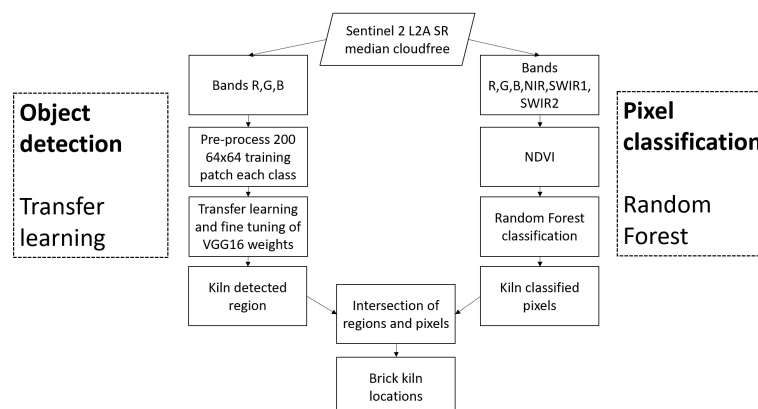 Sentinel 2 L2A SR
median cloudfree
Bands R,G,B
Bands
R,G,B,NIR,SWIR1,
SWIR2
Object
detection
Transfer
learning
Pre-process 200
64x64 training
patch each class
NDVI
Pixel
classification
Random
Forest
Transfer learning
and fine tuning of
VGG16 weights
Random Forest
classification
Kiln detected
region
Kiln classified
pixels
Intersection of
regions and pixels
Brick kiln
locations